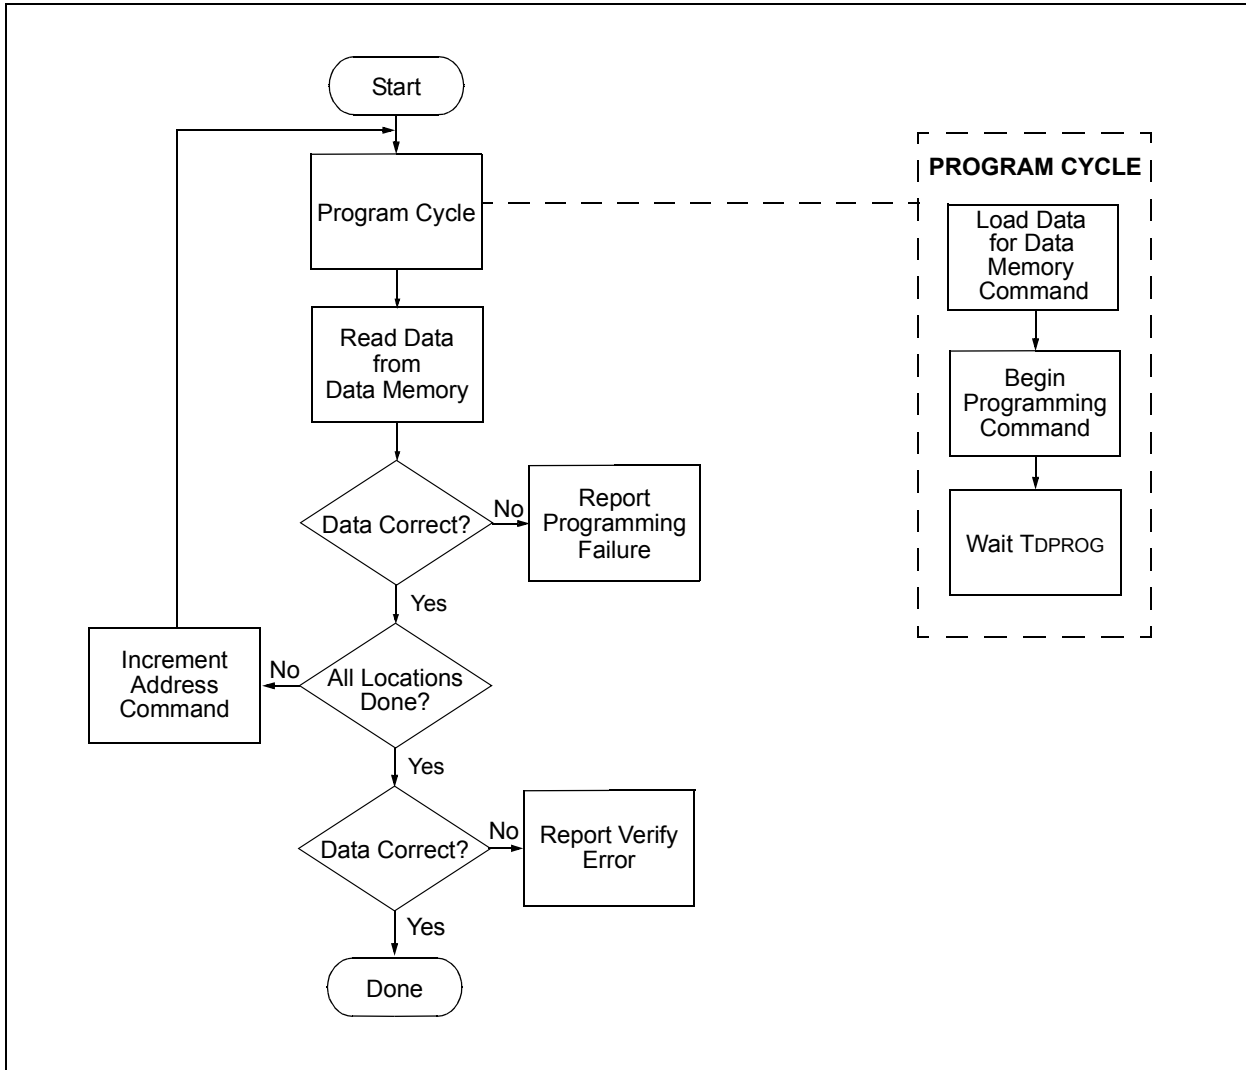 Start
Program Cycle
Read Data
from
Data Memory
Data Correct?
No
Report
Programming
Failure
Yes
All Locations
Done?
No
Increment
Address
Command
Yes
Data Correct?
No
Report Verify
Error
Yes
Done
PROGRAM CYCLE
Load Data
for Data
Memory
Command
Begin
Programming
Command
Wait TDPROG